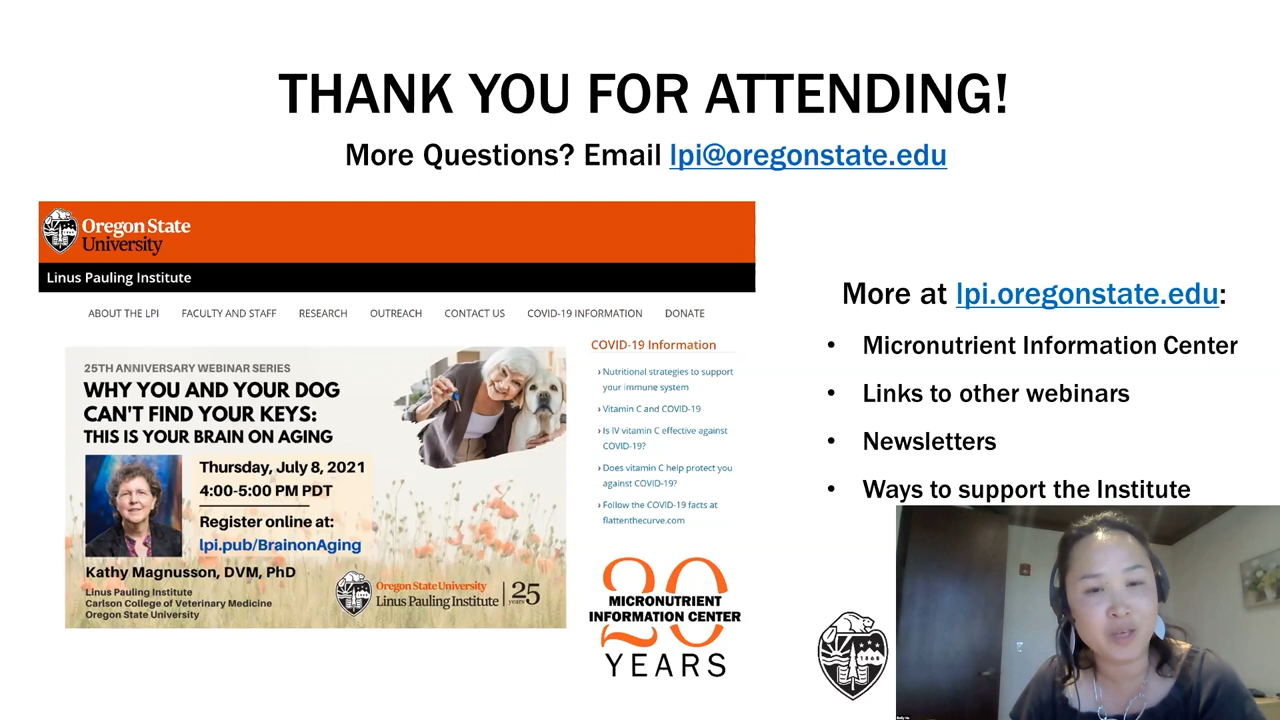 THANK YOU FOR ATTENDING!
More Questions? Email lpi@oregonstate.edu
Oregon State
University
Linus Pauling Institute
ABOUT THE LPI
FACULTY AND STAFF
RESEARCH
OUTREACH
CONTACT US
COVID-19 INFORMATION
DONATE
25TH ANNIVERSARY WEBINAR SERIES
WHY YOU AND YOUR DOG
CAN'T FIND YOUR KEYS:
THIS IS YOUR BRAIN ON AGING
Thursday, July 8, 2021
4:00-5:00 PM PDT
Register online at:
lpi.pub/BrainonAging
Kathy Magnusson, DVM, PhD
Linus Pauling Institute
Carlson College of Veterinary Medicine
Oregon State University
Oregon State University
Linus Pauling Institute
25
years
COVID-19 Information
› Nutritional strategies to support
your immune system
› Vitamin C and COVID-19
› Is IV vitamin C effective against
COVID-19?
› Does vitamin C help protect you
against COVID-19?
› Follow the COVID-19 facts at
flattenthecurve.com
20
MICRONUTRIENT
INFORMATION CENTER
YEARS
More at lpi.oregonstate.edu:
• Micronutrient Information Center
• Links to other webinars
• Newsletters
• Ways to support the Institute